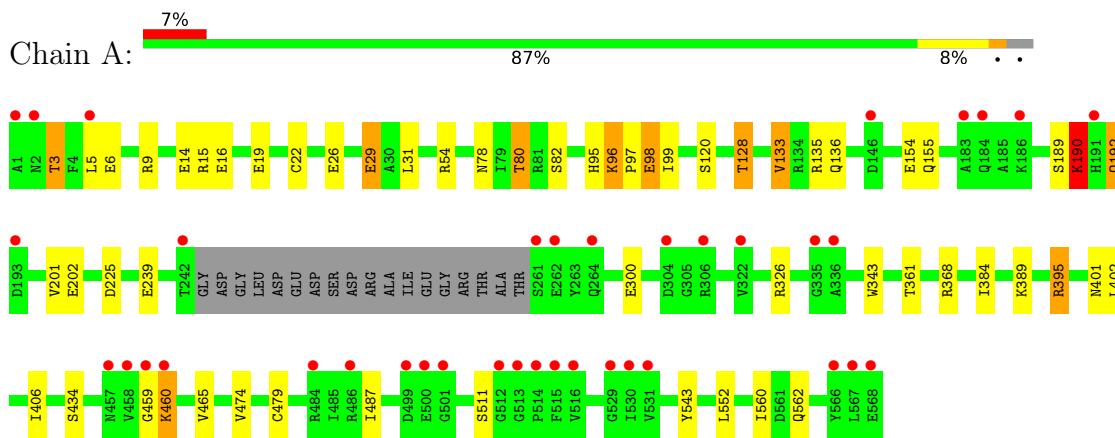 7%
Chain A:
87% 8% • •
A1 N2 T3 F4 L5 E6 R9 E14 R15 E16 E19 C22 E26 E29 A30 L31 R54 N78 I79 T80 R81 S82 H95 K96 P97 E98 I99 S120 T128 V133 R134 R135 Q136 D146 E154 Q155 A183 Q184 A185 K186 S189 K190 H191
D193 V201 E202 D225 E239 T242 GLY ASP GLY LEU ASP GLU ASP SER ASP ASP ARG ALA ILE GLU GLY ARG THR ALA THR S261 E262 Y263 Q264 E300 D304 G305 R306 V322 R326 G335 A336 W343 T361 R368 I384 K389 R395 N401
I406 S434 N457 V458 G459 K460 V465 V474 C479 R484 I485 R486 I487 D499 E500 G501 S511 G512 G513 P514 F515 V516 G529 I530 V531 Y543 L552 I560 D561 Q562 Y566 L567 E568